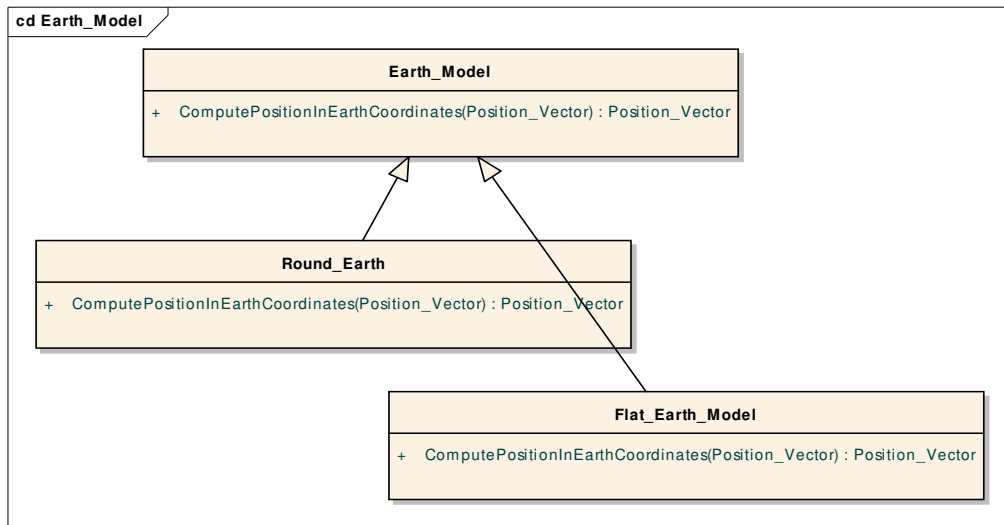 cd Earth_Model
Earth_Model
+ ComputePositionInEarthCoordinates(Position_Vector) : Position_Vector
Round_Earth
+ ComputePositionInEarthCoordinates(Position_Vector) : Position_Vector
Flat_Earth_Model
+ ComputePositionInEarthCoordinates(Position_Vector) : Position_Vector